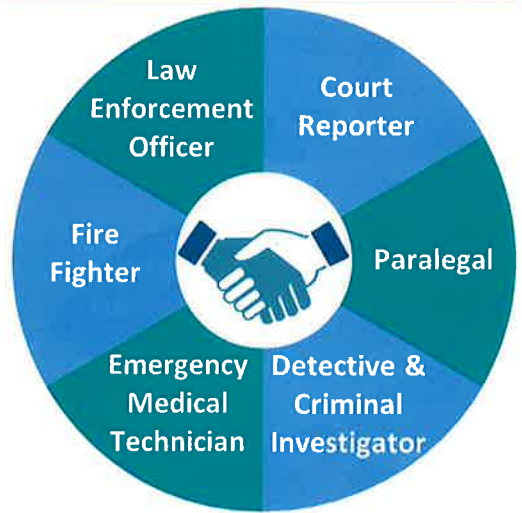 Law
Enforcement
Officer
Court
Reporter
Fire
Fighter
Paralegal
Emergency
Medical
Technician
Detective &
Criminal
Investigator